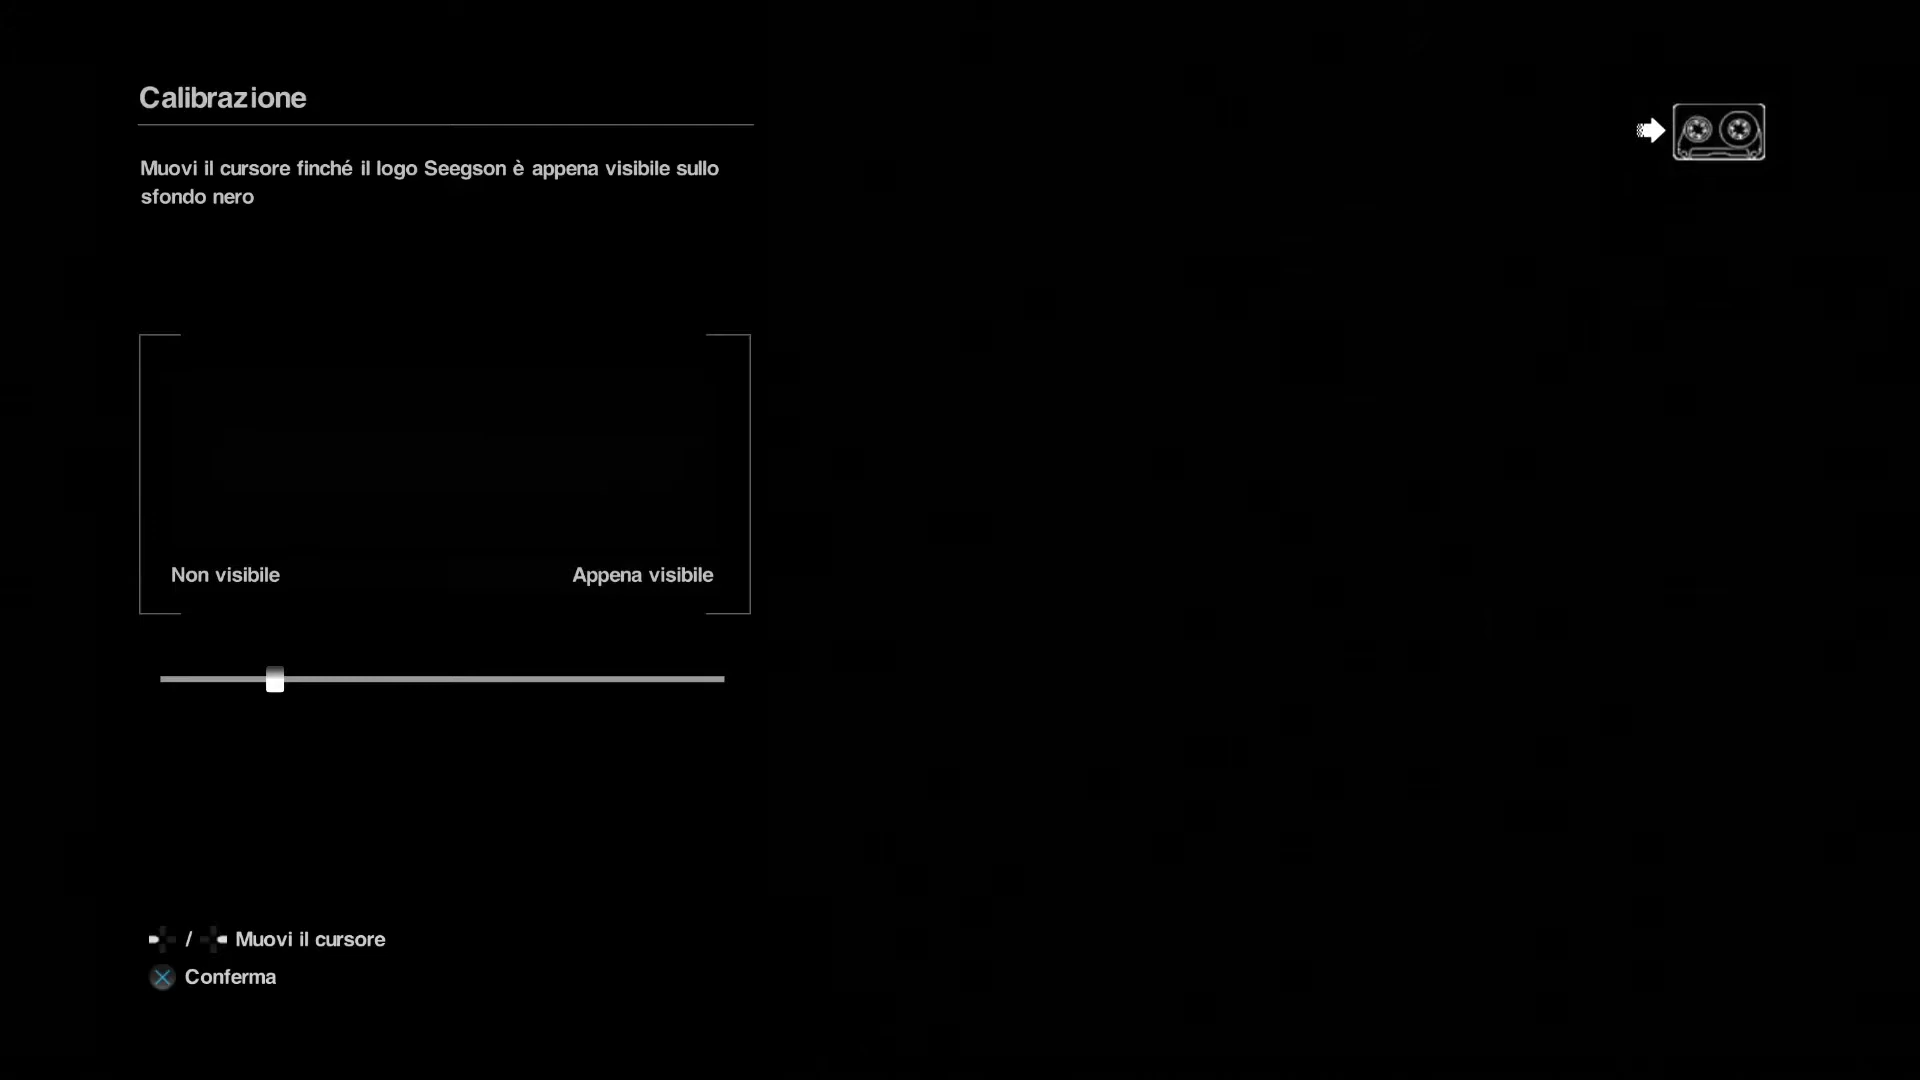 Calibrazione
Muovi il cursore finché il logo Seegson è appena visibile sullo
sfondo nero
Non visibile
Appena visibile
/ Muovi il cursore
Conferma